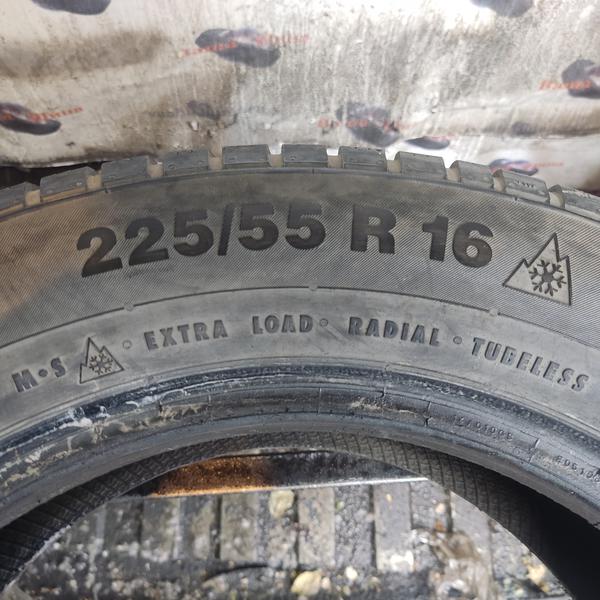 225/55 R 16
M•S • EXTRA LOAD • RADIAL • TUBELESS